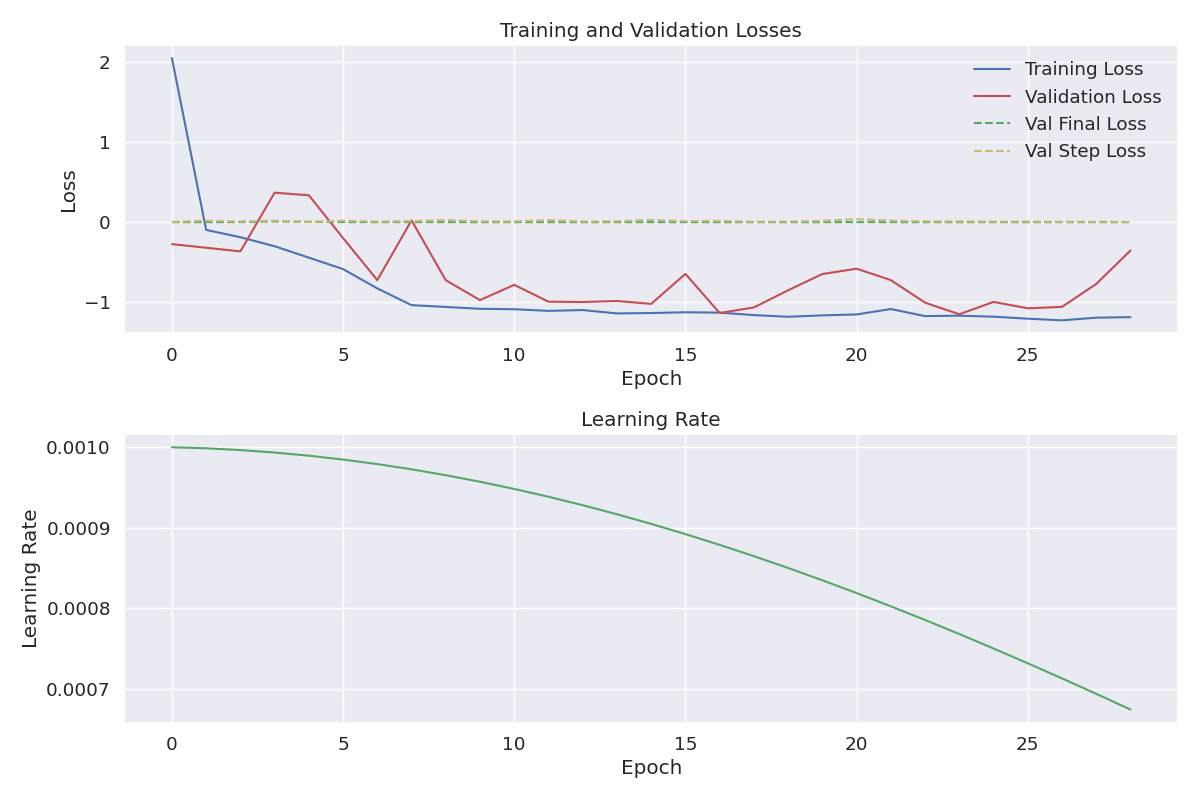 Training and Validation Losses
2
1
0
−1
Loss
Training Loss
Validation Loss
Val Final Loss
Val Step Loss
0 5 10 15 20 25
Epoch
Learning Rate
0.0010
0.0009
0.0008
0.0007
Learning Rate
0 5 10 15 20 25
Epoch